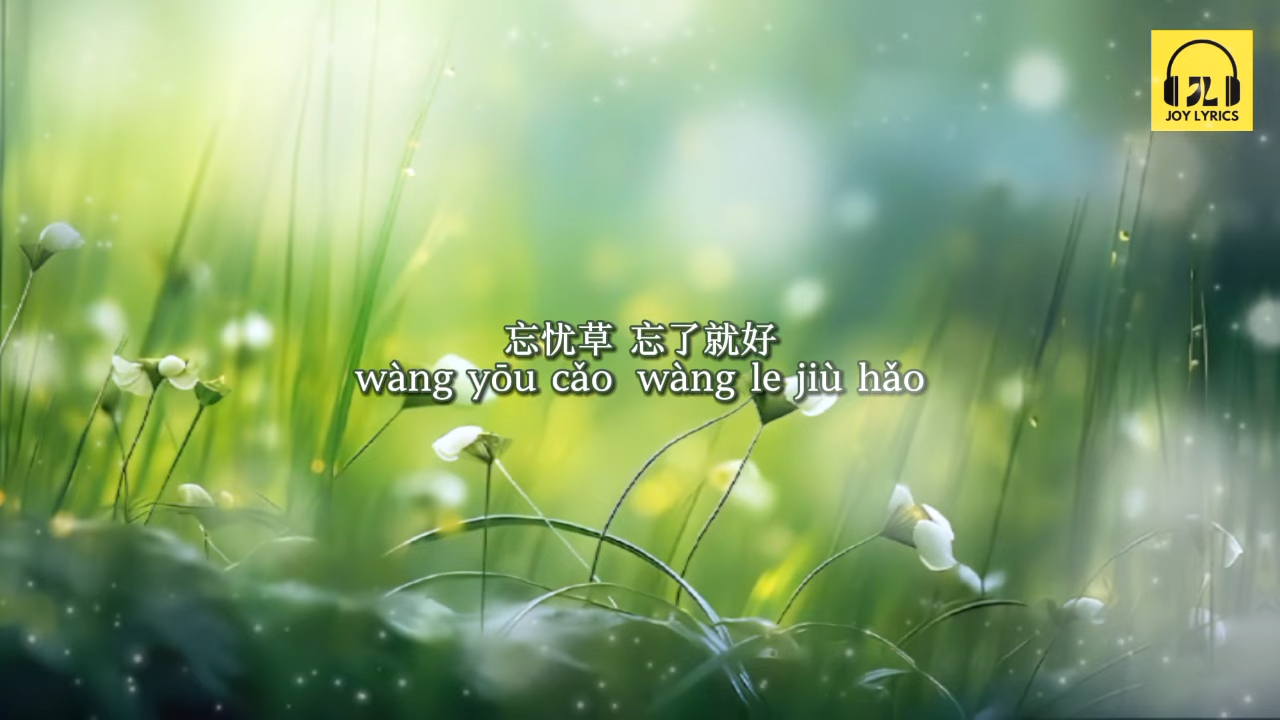 JOY LYRICS
忘忧草 忘了就好
wàng yōu cǎo wàng le jiù hǎo